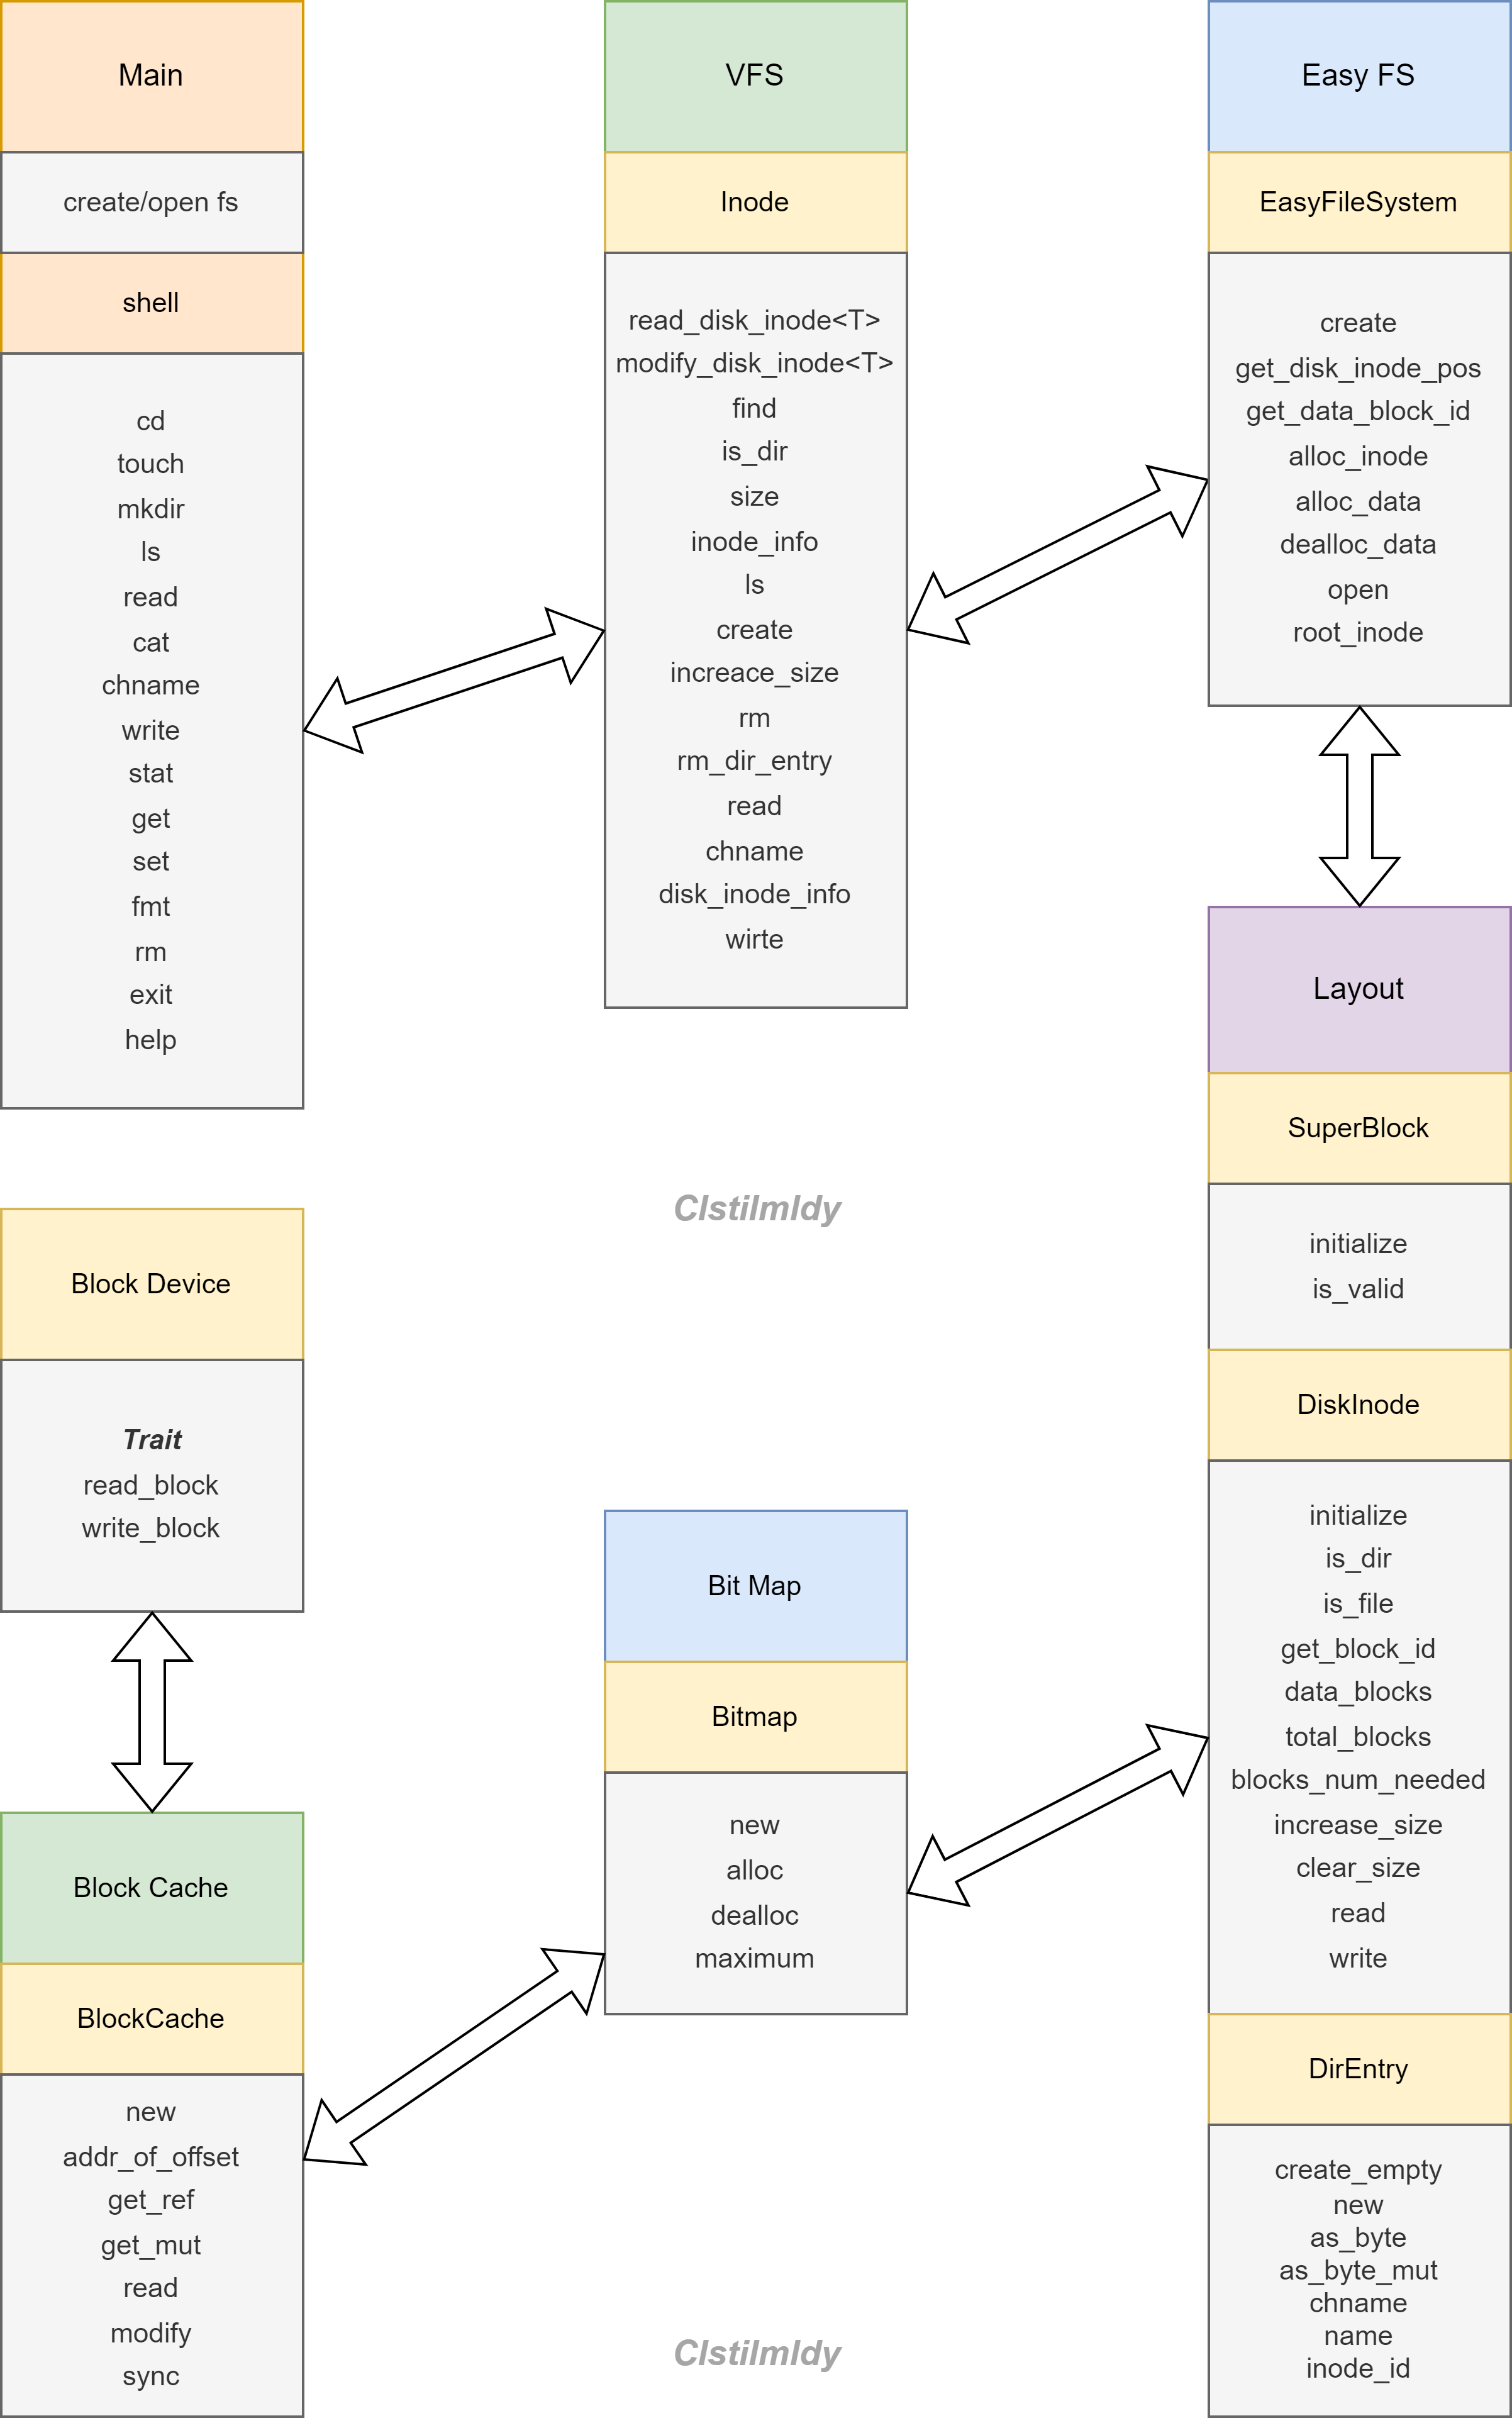 Main
create/open fs
shell
cd
touch
mkdir
ls
read
cat
chname
write
stat
get
set
fmt
rm
exit
help
VFS
Inode
read_disk_inode<T>
modify_disk_inode<T>
find
is_dir
size
inode_info
ls
create
increace_size
rm
rm_dir_entry
read
chname
disk_inode_info
wirte
Easy FS
EasyFileSystem
create
get_disk_inode_pos
get_data_block_id
alloc_inode
alloc_data
dealloc_data
open
root_inode
Layout
SuperBlock
initialize
is_valid
DiskInode
initialize
is_dir
is_file
get_block_id
data_blocks
total_blocks
blocks_num_needed
increase_size
clear_size
read
write
DirEntry
create_empty
new
as_byte
as_byte_mut
chname
name
inode_id
Clstilmldy
Bit Map
Bitmap
new
alloc
dealloc
maximum
Block Device
Trait
read_block
write_block
Block Cache
BlockCache
new
addr_of_offset
get_ref
get_mut
read
modify
sync
Clstilmldy